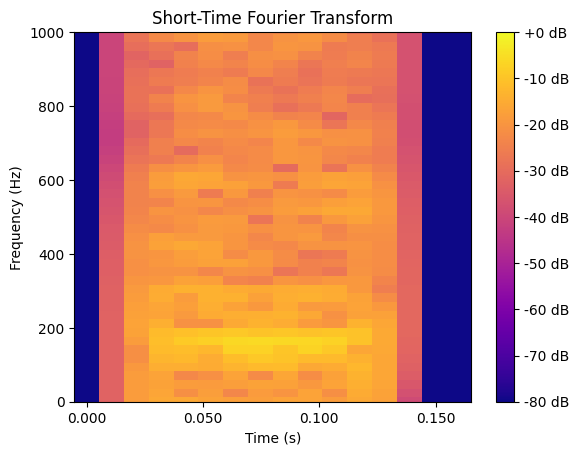 Short-Time Fourier Transform
1000
800
600
400
200
0
Frequency (Hz)
0.000
0.050
0.100
0.150
Time (s)
+0 dB
-10 dB
-20 dB
-30 dB
-40 dB
-50 dB
-60 dB
-70 dB
-80 dB